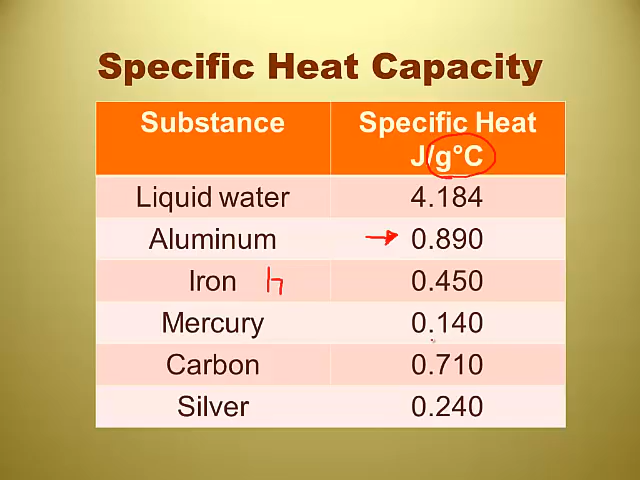 Specific Heat Capacity
Substance Specific Heat
J/g°C
Liquid water 4.184
Aluminum 0.890
Iron 0.450
Mercury 0.140
Carbon 0.710
Silver 0.240